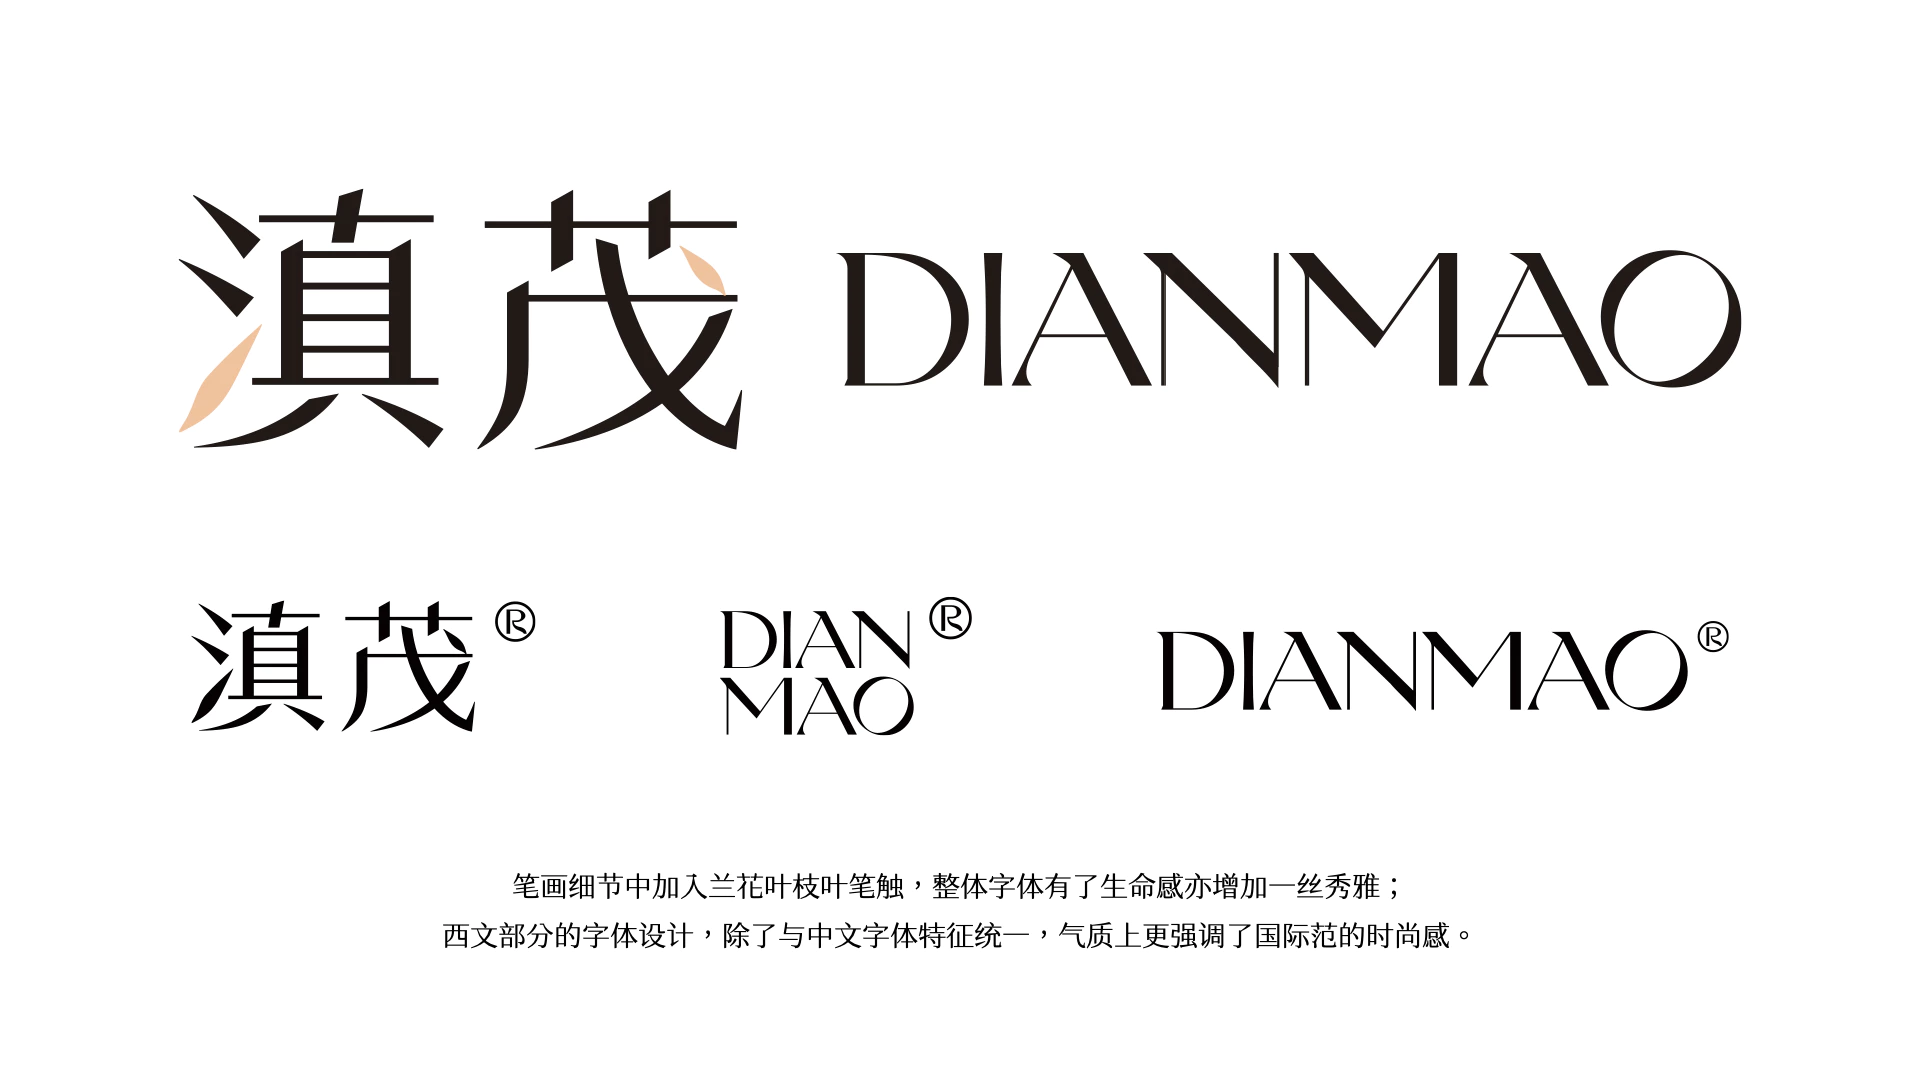 滇茂 DIANMAO
滇茂®
DIAN®
MAO
DIANMAO®
笔画细节中加入兰花叶枝叶笔触，整体字体有了生命感亦增加一丝秀雅；
西文部分的字体设计，除了与中文字体特征统一，气质上更强调了国际范的时尚感。